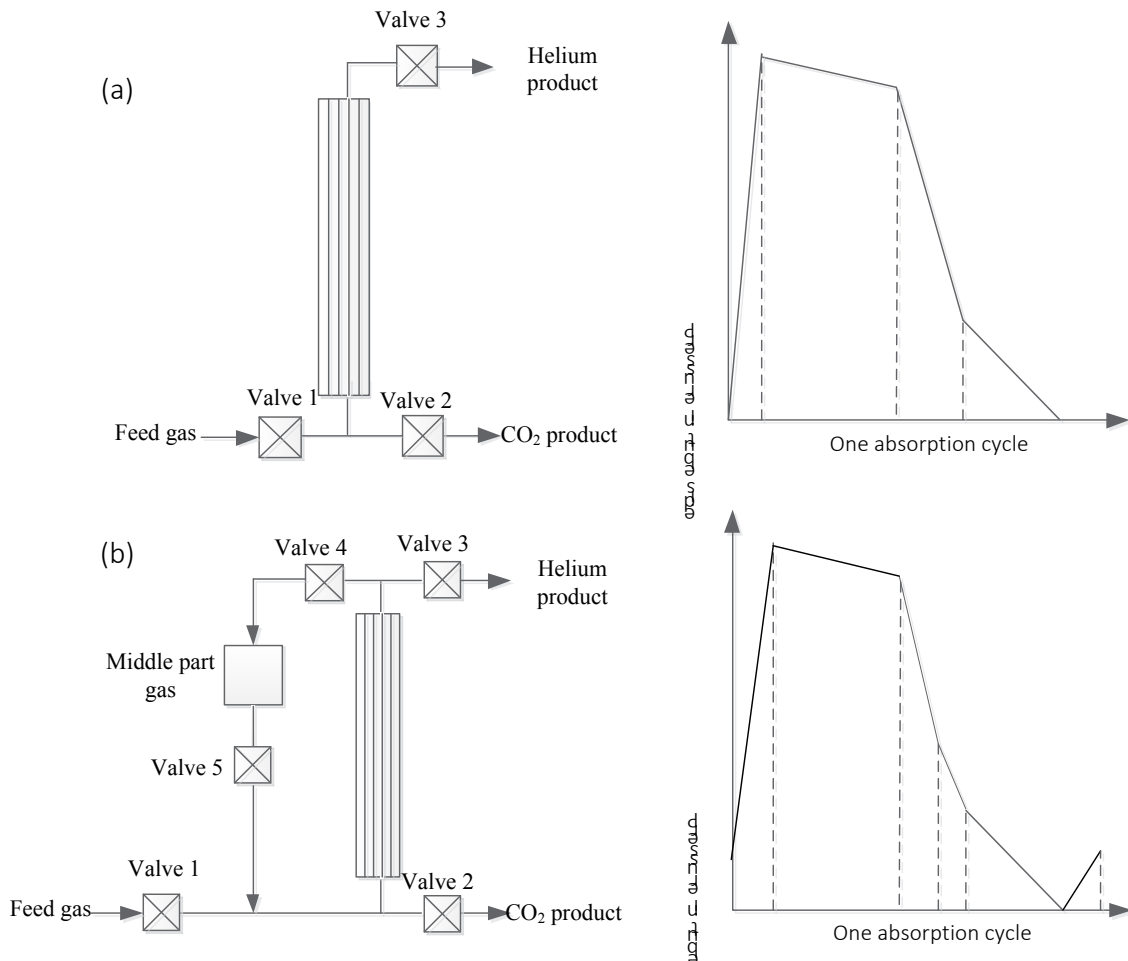 (a)
Valve 3
Helium
product
Valve 1
Valve 2
Feed gas
CO₂ product
One absorption cycle
(b)
Valve 4
Valve 3
Helium
product
Middle part
gas
Valve 5
Valve 1
Valve 2
Feed gas
CO₂ product
One absorption cycle